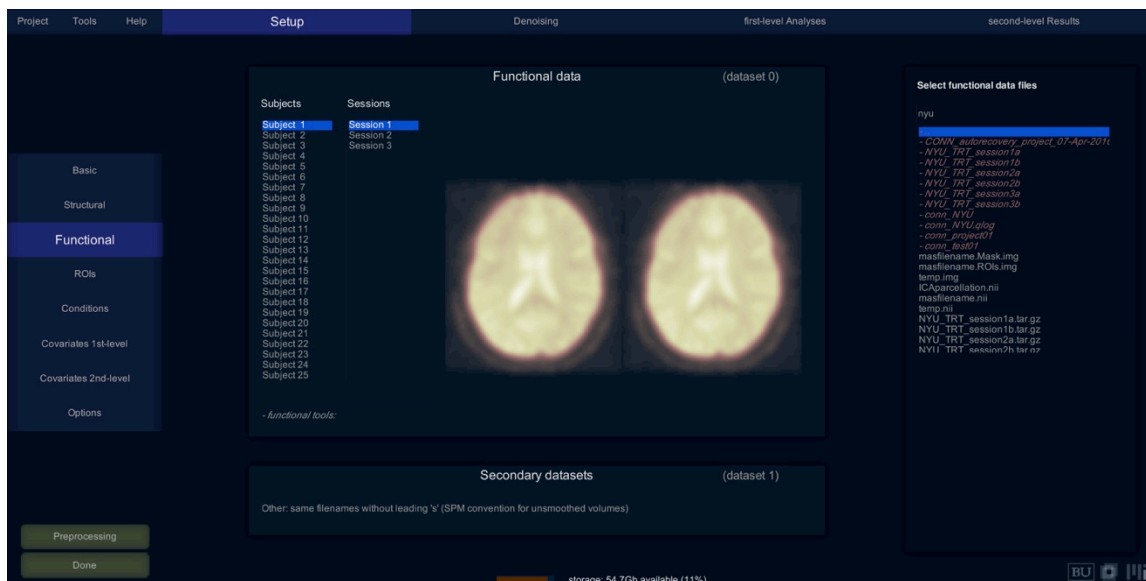 Project Tools Help Setup Denoising first-level Analyses second-level Results
Functional data (dataset 0)
Subjects Sessions
Subject 1 Session 1
Subject 2 Session 2
Subject 3 Session 3
Subject 4
Subject 5
Subject 6
Subject 7
Subject 8
Subject 9
Subject 10
Subject 11
Subject 12
Subject 13
Subject 14
Subject 15
Subject 16
Subject 17
Subject 18
Subject 19
Subject 20
Subject 21
Subject 22
Subject 23
Subject 24
Subject 25
- functional tools:
Basic
Structural
Functional
ROIs
Conditions
Covariates 1st-level
Covariates 2nd-level
Options
Preprocessing
Done
Secondary datasets (dataset 1)
Other: same filenames without leading 's' (SPM convention for unsmoothed volumes)
storage: 54.7Gb available (11%)
Select functional data files
nyu
- CONN_autorecovery_project_07-Apr-2016
- NYU_TRT_session1a
- NYU_TRT_session1b
- NYU_TRT_session2a
- NYU_TRT_session2b
- NYU_TRT_session3a
- NYU_TRT_session3b
- conn_NYU
- conn_NYU.qlog
- conn_project01
- conn_test01
masfilename.Mask.img
masfilename.ROIs.img
temp.img
ICAparcellation.nii
masfilename.nii
temp.nii
NYU_TRT_session1a.tar.gz
NYU_TRT_session1b.tar.gz
NYU_TRT_session2a.tar.gz
NYU_TRT_session2b.tar.gz
BU